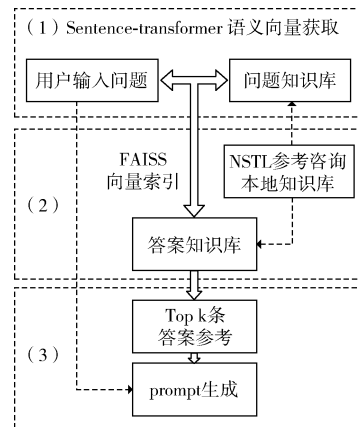 （1）Sentence-transformer 语义向量获取
用户输入问题
问题知识库
FAISS
向量索引
NSTL参考咨询
本地知识库
（2）
答案知识库
Top k条
答案参考
（3）
prompt生成